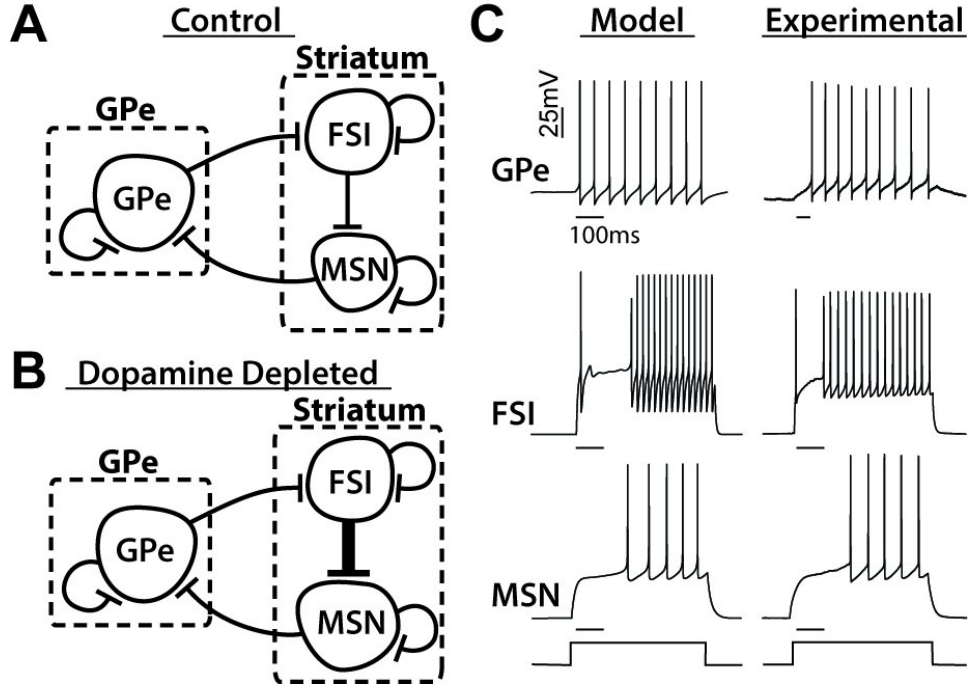 A
Control
Striatum
GPe
FSI
GPe
MSN
B
Dopamine Depleted
Striatum
GPe
FSI
GPe
MSN
C
Model
Experimental
25mV
GPe
100ms
FSI
MSN